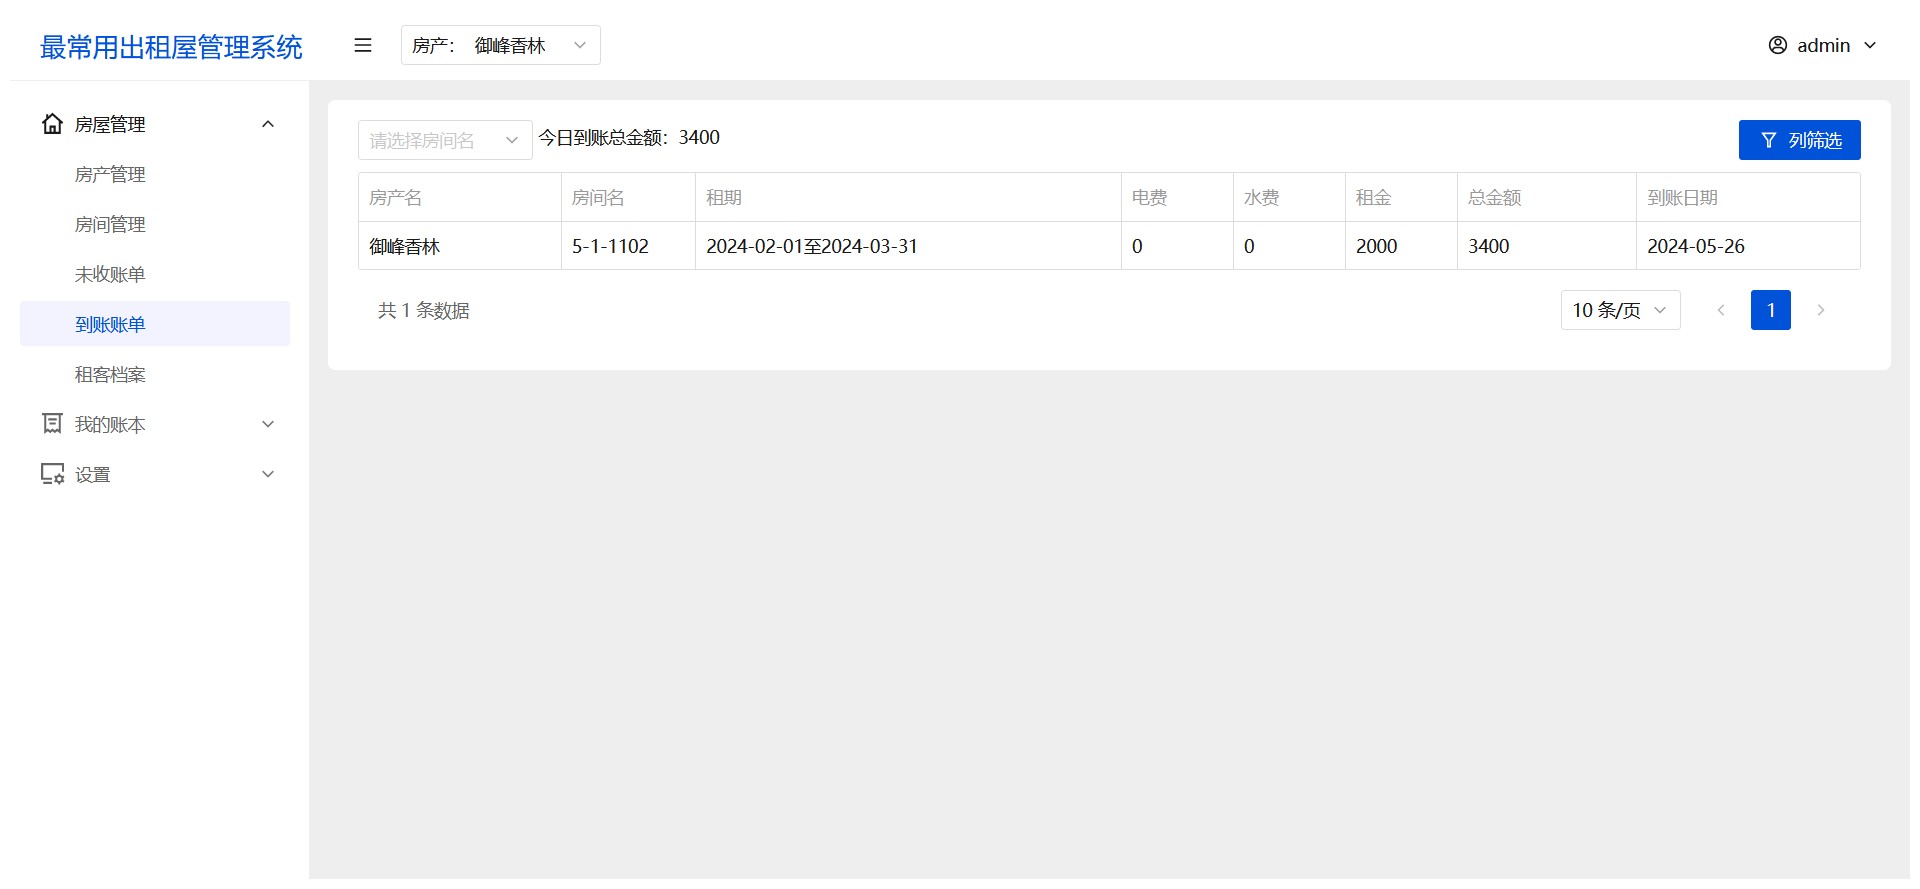 最常用出租屋管理系统
房产： 御峰香林
admin
房屋管理
房产管理
房间管理
未收账单
到账账单
租客档案
我的账本
设置
请选择房间名 今日到账总金额：3400
列筛选
房产名 房间名 租期 电费 水费 租金 总金额 到账日期
御峰香林 5-1-1102 2024-02-01至2024-03-31 0 0 2000 3400 2024-05-26
共 1 条数据
10 条/页
1